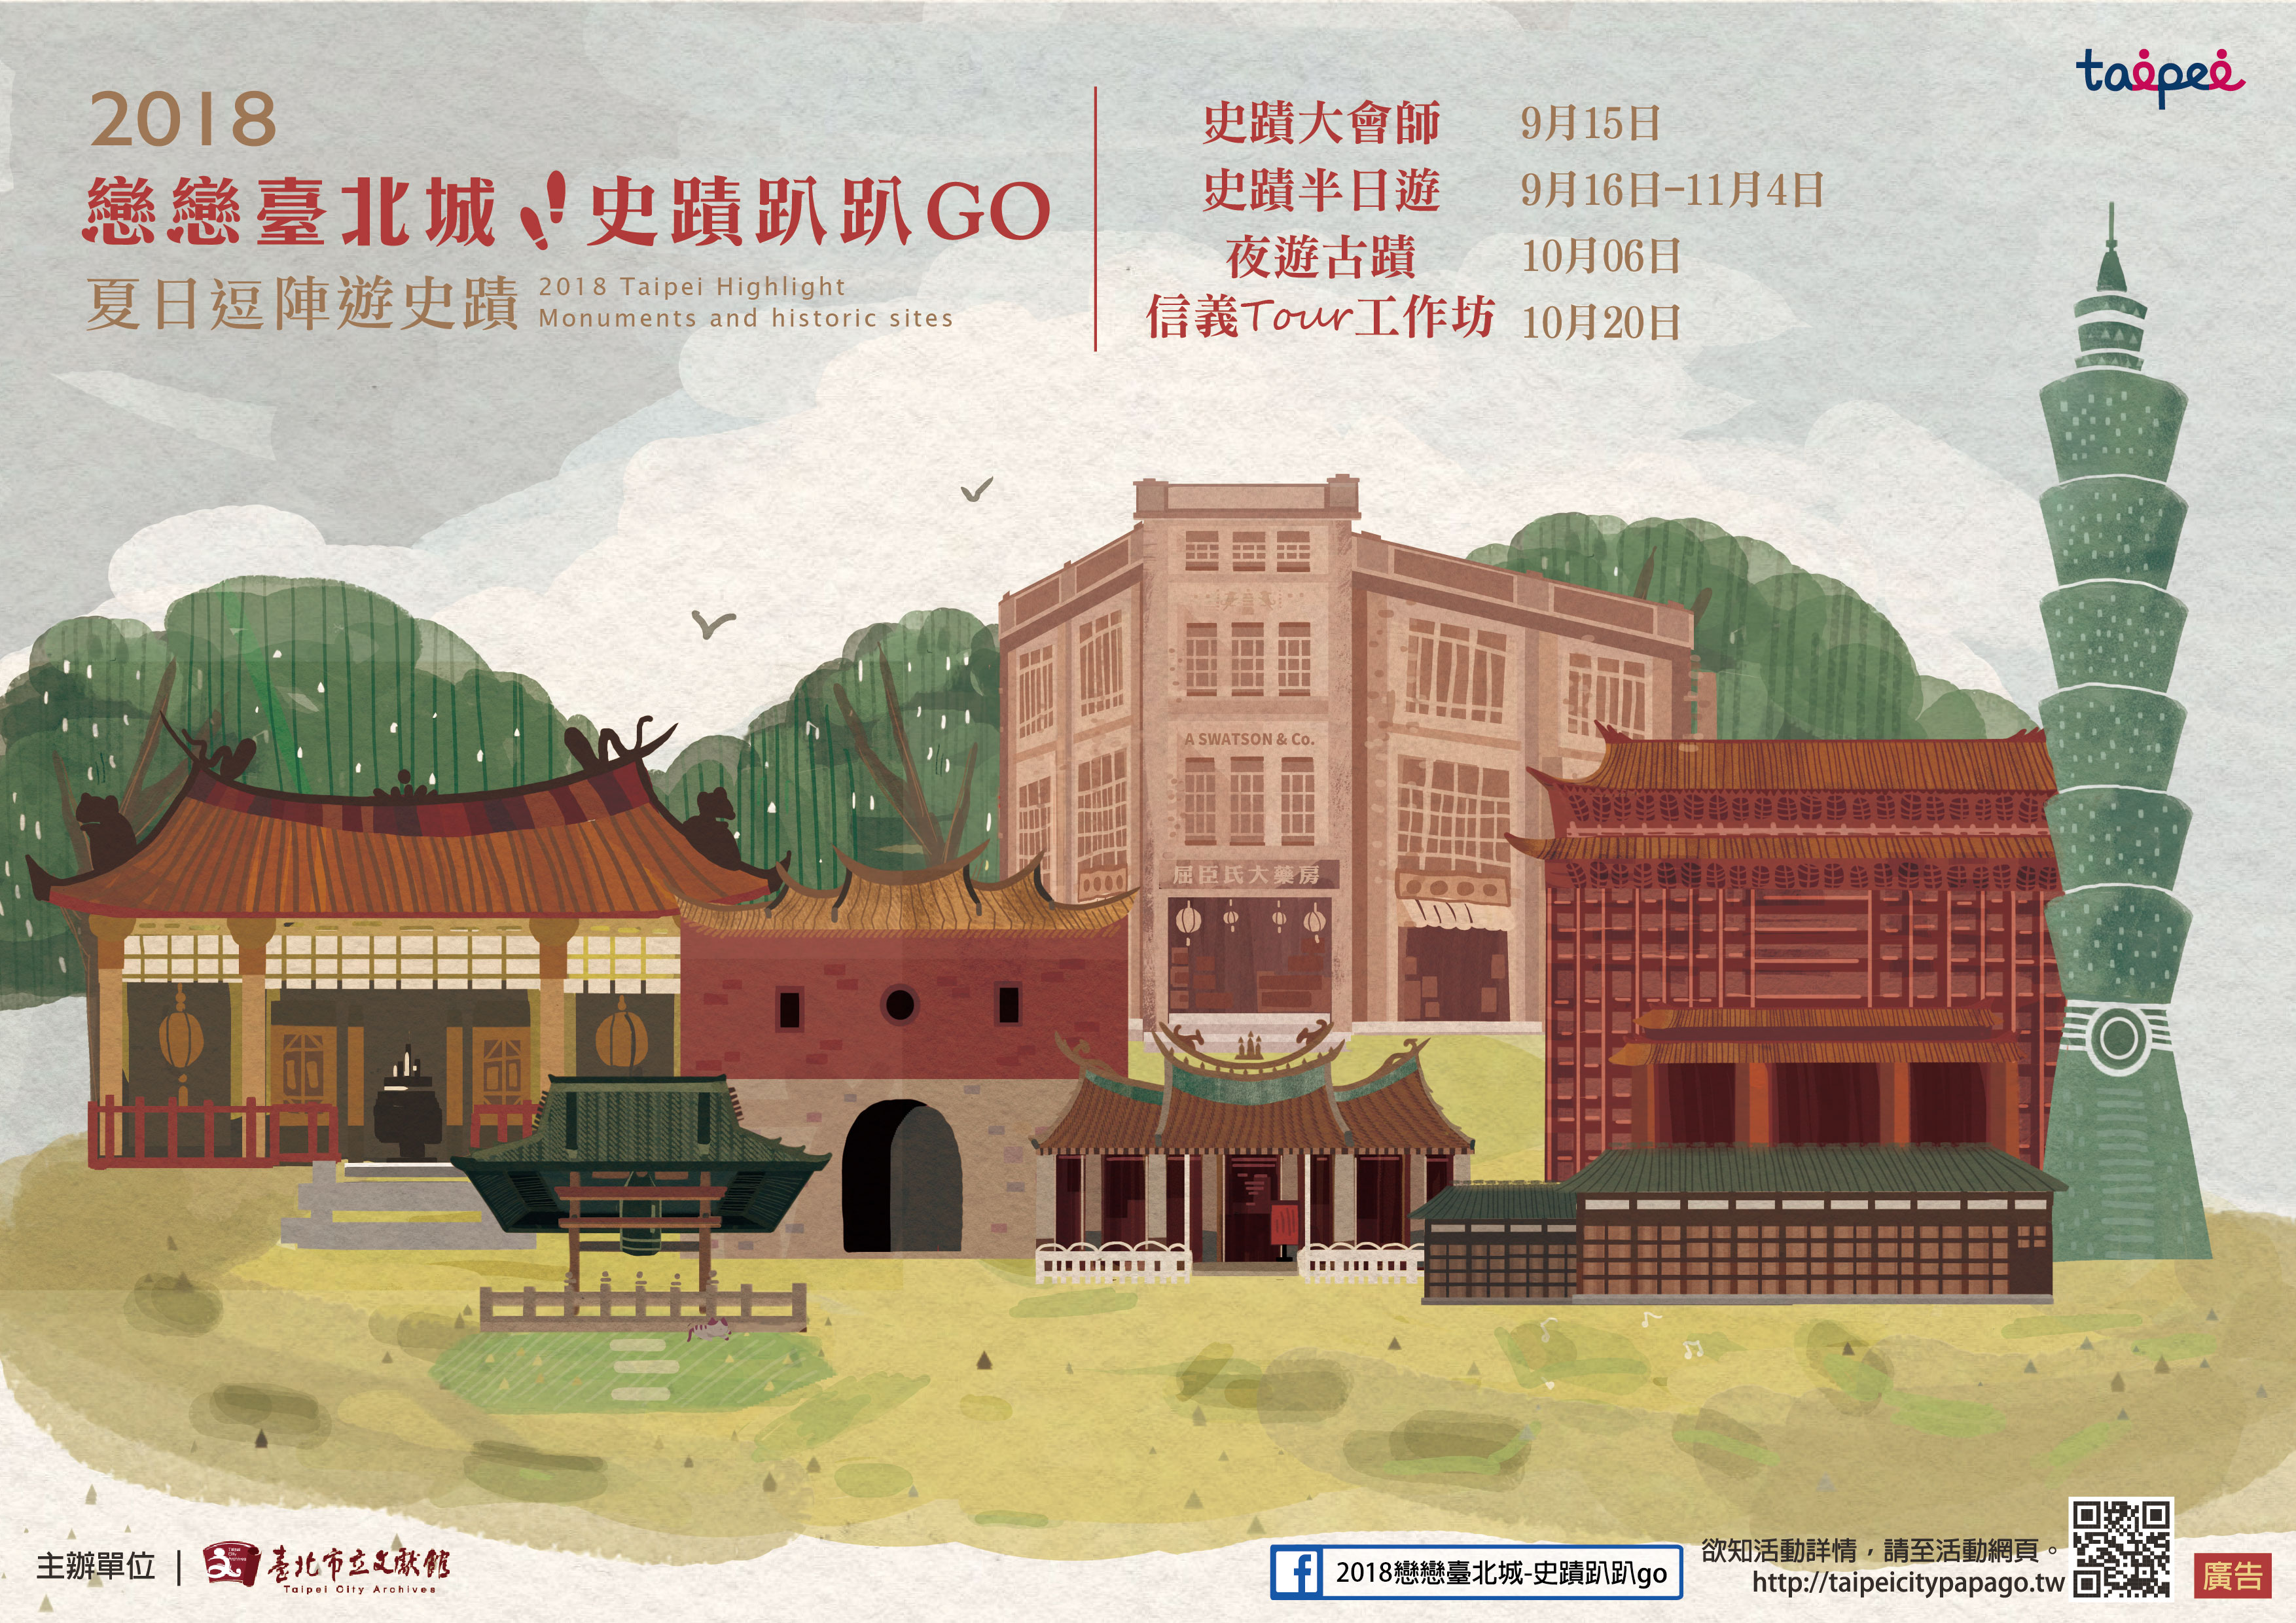 2018
戀戀臺北城 史蹟趴趴GO
夏日逗陣遊史蹟
2018 Taipei Highlight
Monuments and historic sites
史蹟大會師 9月15日
史蹟半日遊 9月16日-11月4日
夜遊古蹟 10月06日
信義Tour工作坊 10月20日
taipei
A SWATSON & Co.
屈臣氏大藥房
主辦單位
臺北市立文獻館
Taipei City Archives
2018戀戀臺北城-史蹟趴趴go
欲知活動詳情，請至活動網頁。
http://taipeicitypapago.tw
廣告